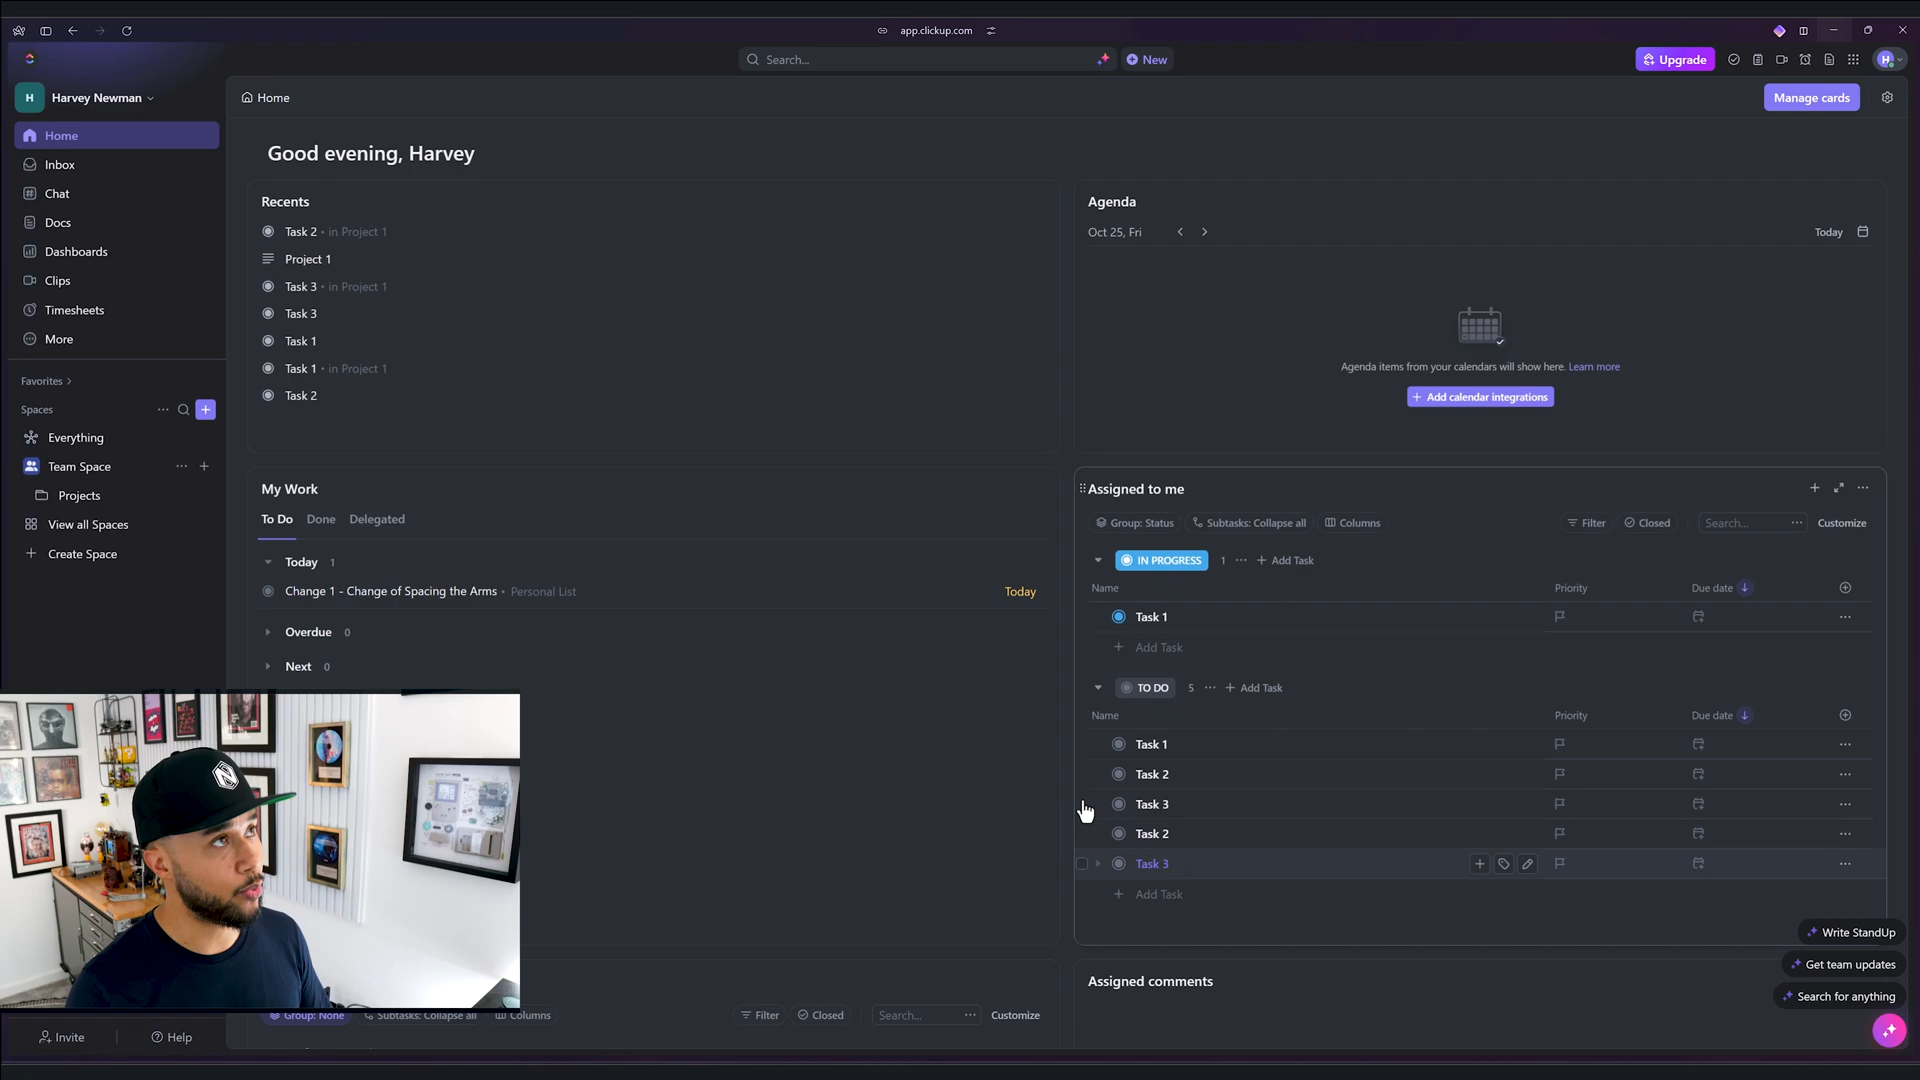 app.clickup.com
Search...
New
Upgrade
H
H
Harvey Newman
Home
Manage cards
Home
Inbox
Chat
Docs
Dashboards
Clips
Timesheets
More
Favorites
Spaces
Everything
Team Space
Projects
View all Spaces
Create Space
Invite
Help
Good evening, Harvey
Recents
Task 2 • in Project 1
Project 1
Task 3 • in Project 1
Task 3
Task 1
Task 1 • in Project 1
Task 2
Agenda
Oct 25, Fri
Today
Agenda items from your calendars will show here. Learn more
+ Add calendar integrations
My Work
To Do Done Delegated
Today 1
Change 1 - Change of Spacing the Arms • Personal List Today
Overdue 0
Next 0
Assigned to me
Group: Status Subtasks: Collapse all Columns Filter Closed Search... Customize
IN PROGRESS 1 ... + Add Task
Name Priority Due date
Task 1
+ Add Task
TO DO 5 ... + Add Task
Name Priority Due date
Task 1
Task 2
Task 3
Task 2
Task 3
+ Add Task
Write StandUp
Get team updates
Search for anything
Group: None Subtasks: Collapse all Columns Filter Closed Search... Customize
Assigned comments